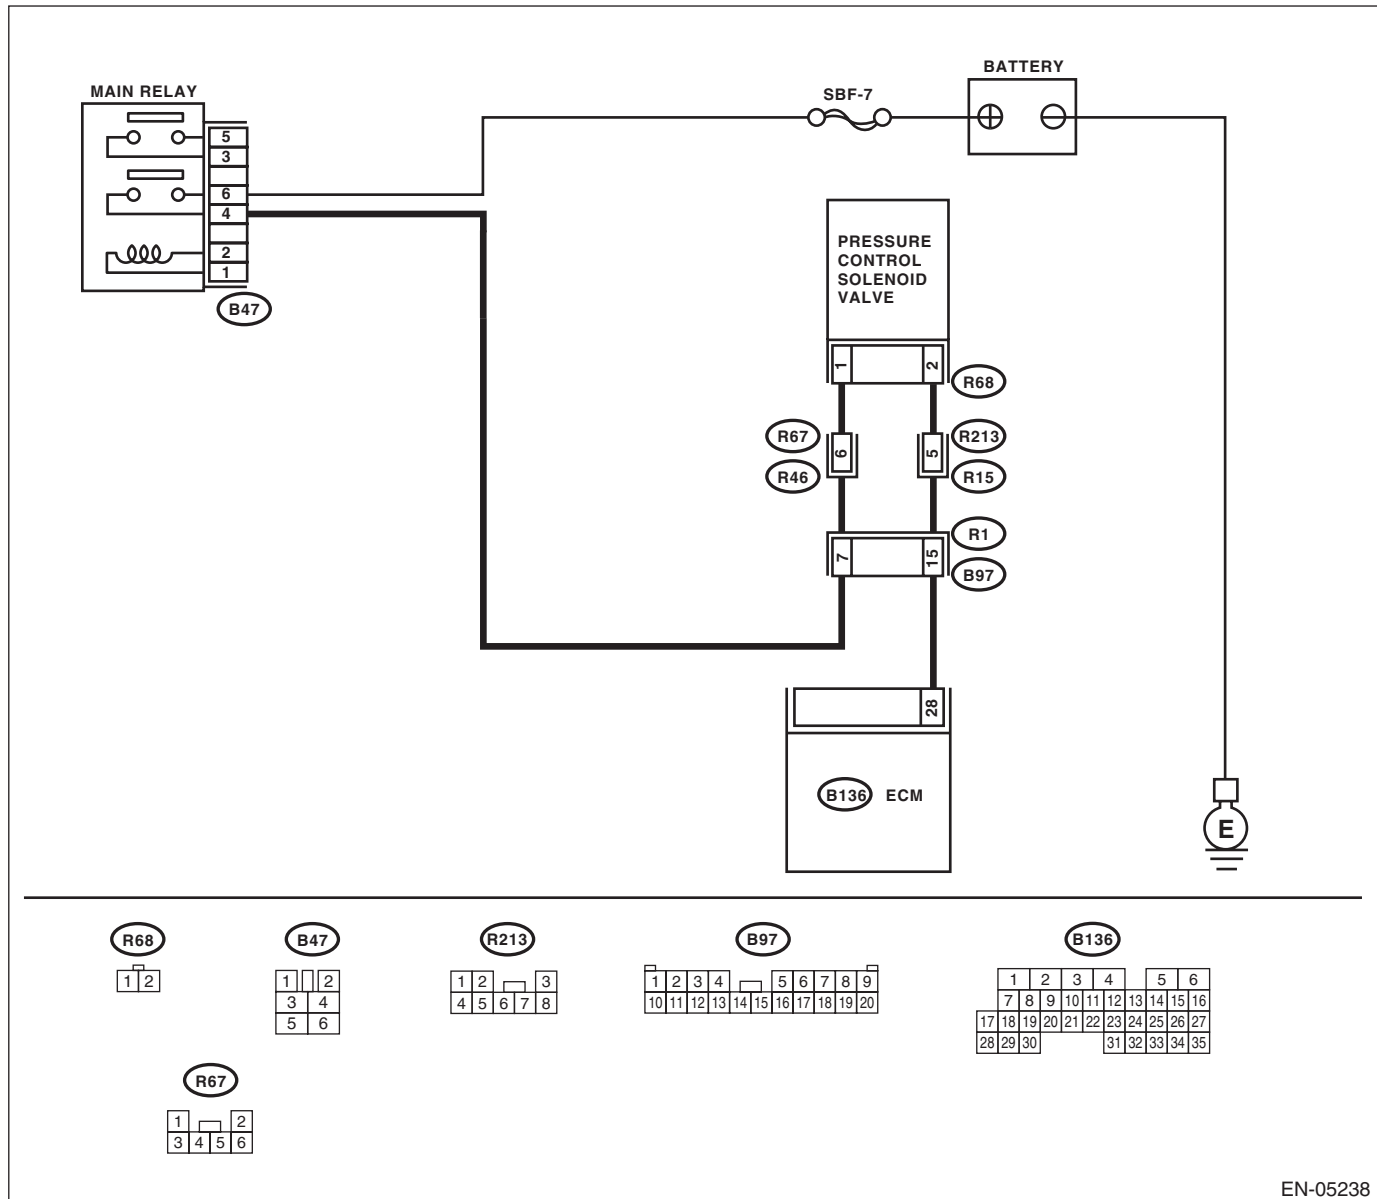 BATTERY
MAIN RELAY
SBF-7
5
3
6
4
2
1
B47
PRESSURE
CONTROL
SOLENOID
VALVE
1 2
R68
R67 6 5 R213
R46 R15
R1
7 15
B97
28
B136 ECM
E
R68 B47 R213 B97 B136
1 2
1 2
3 4
5 6
1 2 3
4 5 6 7 8
1 2 3 4 5 6 7 8 9
10 11 12 13 14 15 16 17 18 19 20
1 2 3 4 5 6
7 8 9 10 11 12 13 14 15 16
17 18 19 20 21 22 23 24 25 26 27
28 29 30 31 32 33 34 35
R67
1 2
3 4 5 6
EN-05238